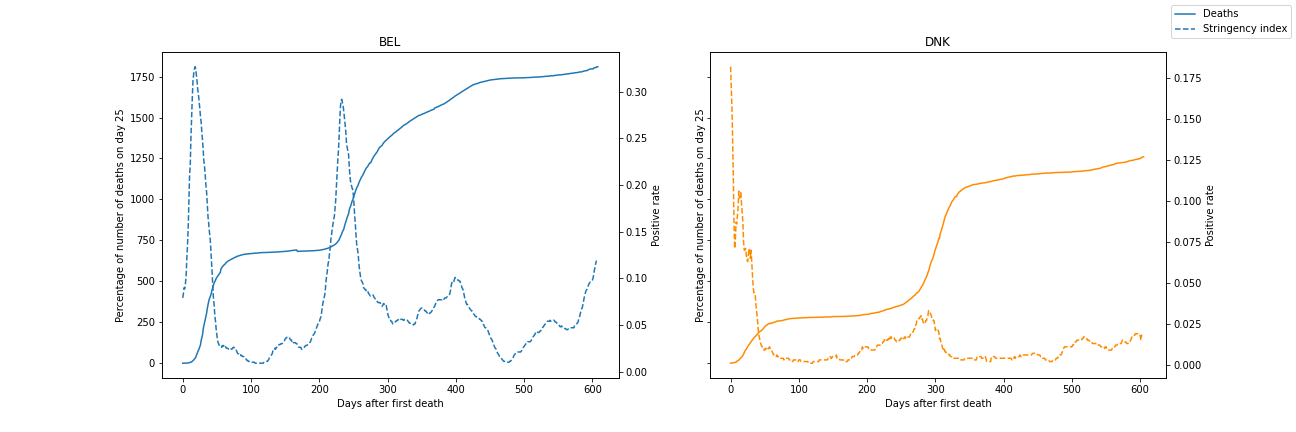 Deaths
Stringency index
BEL
DNK
Percentage of number of deaths on day 25
1750
1500
1250
1000
750
500
250
0
0 100 200 300 400 500 600
Days after first death
0.30
0.25
0.20
0.15
0.10
0.05
0.00
Positive rate
Percentage of number of deaths on day 25
0 100 200 300 400 500 600
Days after first death
0.175
0.150
0.125
0.100
0.075
0.050
0.025
0.000
Positive rate